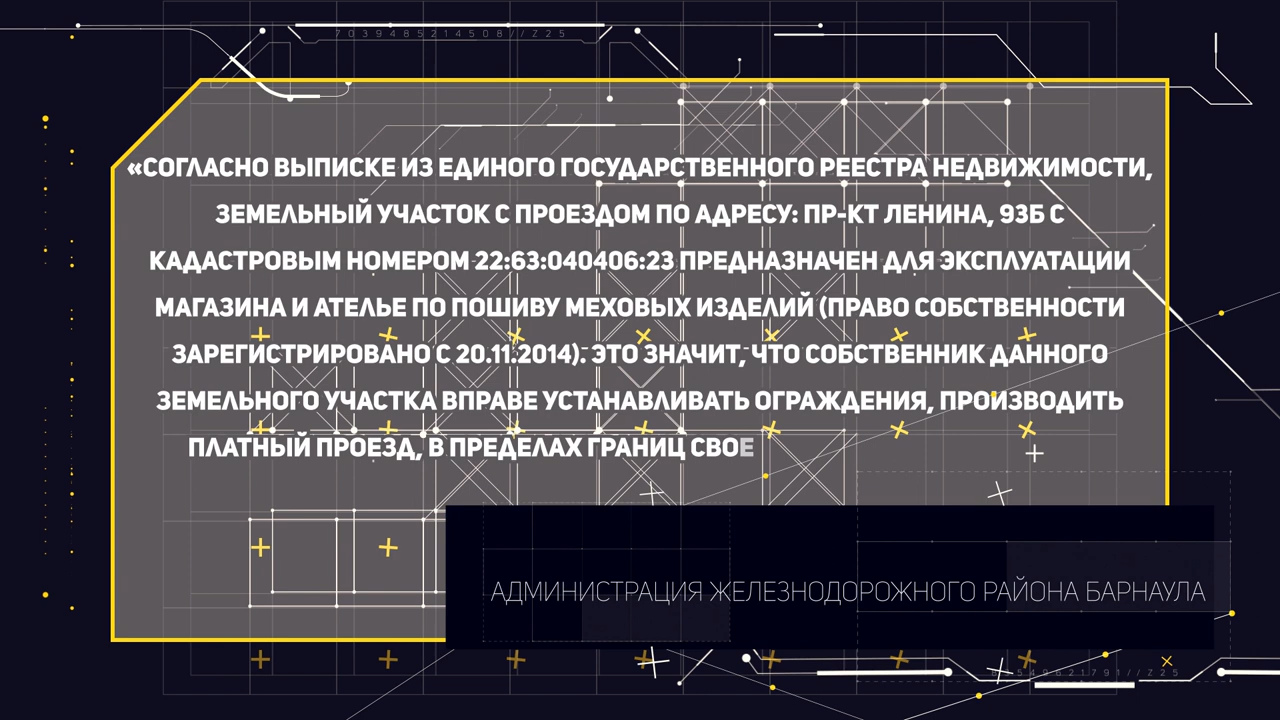 7039485214508//Z25
«СОГЛАСНО ВЫПИСКЕ ИЗ ЕДИНОГО ГОСУДАРСТВЕННОГО РЕЕСТРА НЕДВИЖИМОСТИ,
ЗЕМЕЛЬНЫЙ УЧАСТОК С ПРОЕЗДОМ ПО АДРЕСУ: ПР-КТ ЛЕНИНА, 93Б С
КАДАСТРОВЫМ НОМЕРОМ 22:63:040406:23 ПРЕДНАЗНАЧЕН ДЛЯ ЭКСПЛУАТАЦИИ
МАГАЗИНА И АТЕЛЬЕ ПО ПОШИВУ МЕХОВЫХ ИЗДЕЛИЙ (ПРАВО СОБСТВЕННОСТИ
ЗАРЕГИСТРИРОВАНО С 20.11.2014). ЭТО ЗНАЧИТ, ЧТО СОБСТВЕННИК ДАННОГО
ЗЕМЕЛЬНОГО УЧАСТКА ВПРАВЕ УСТАНАВЛИВАТЬ ОГРАЖДЕНИЯ, ПРОИЗВОДИТЬ
ПЛАТНЫЙ ПРОЕЗД, В ПРЕДЕЛАХ ГРАНИЦ СВОЕ
АДМИНИСТРАЦИЯ ЖЕЛЕЗНОДОРОЖНОГО РАЙОНА БАРНАУЛА